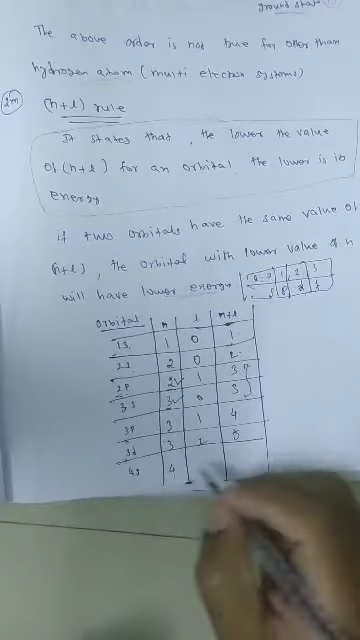 ground state
The above order is not true for other than
hydrogen atom (multi electron systems)
2m (n+l) rule
It states that, the lower the value
of (n+l) for an orbital, the lower is its
energy
if two orbitals have the same value of
(n+l), the orbital with lower value of n
will have lower energy
l = 0 1 2 3
s p d f
Orbital n l n+l
1s 1 0 1
2s 2 0 2
2p 2 1 3
3s 3 0 3
3p 3 1 4
3d 3 2 5
4s 4